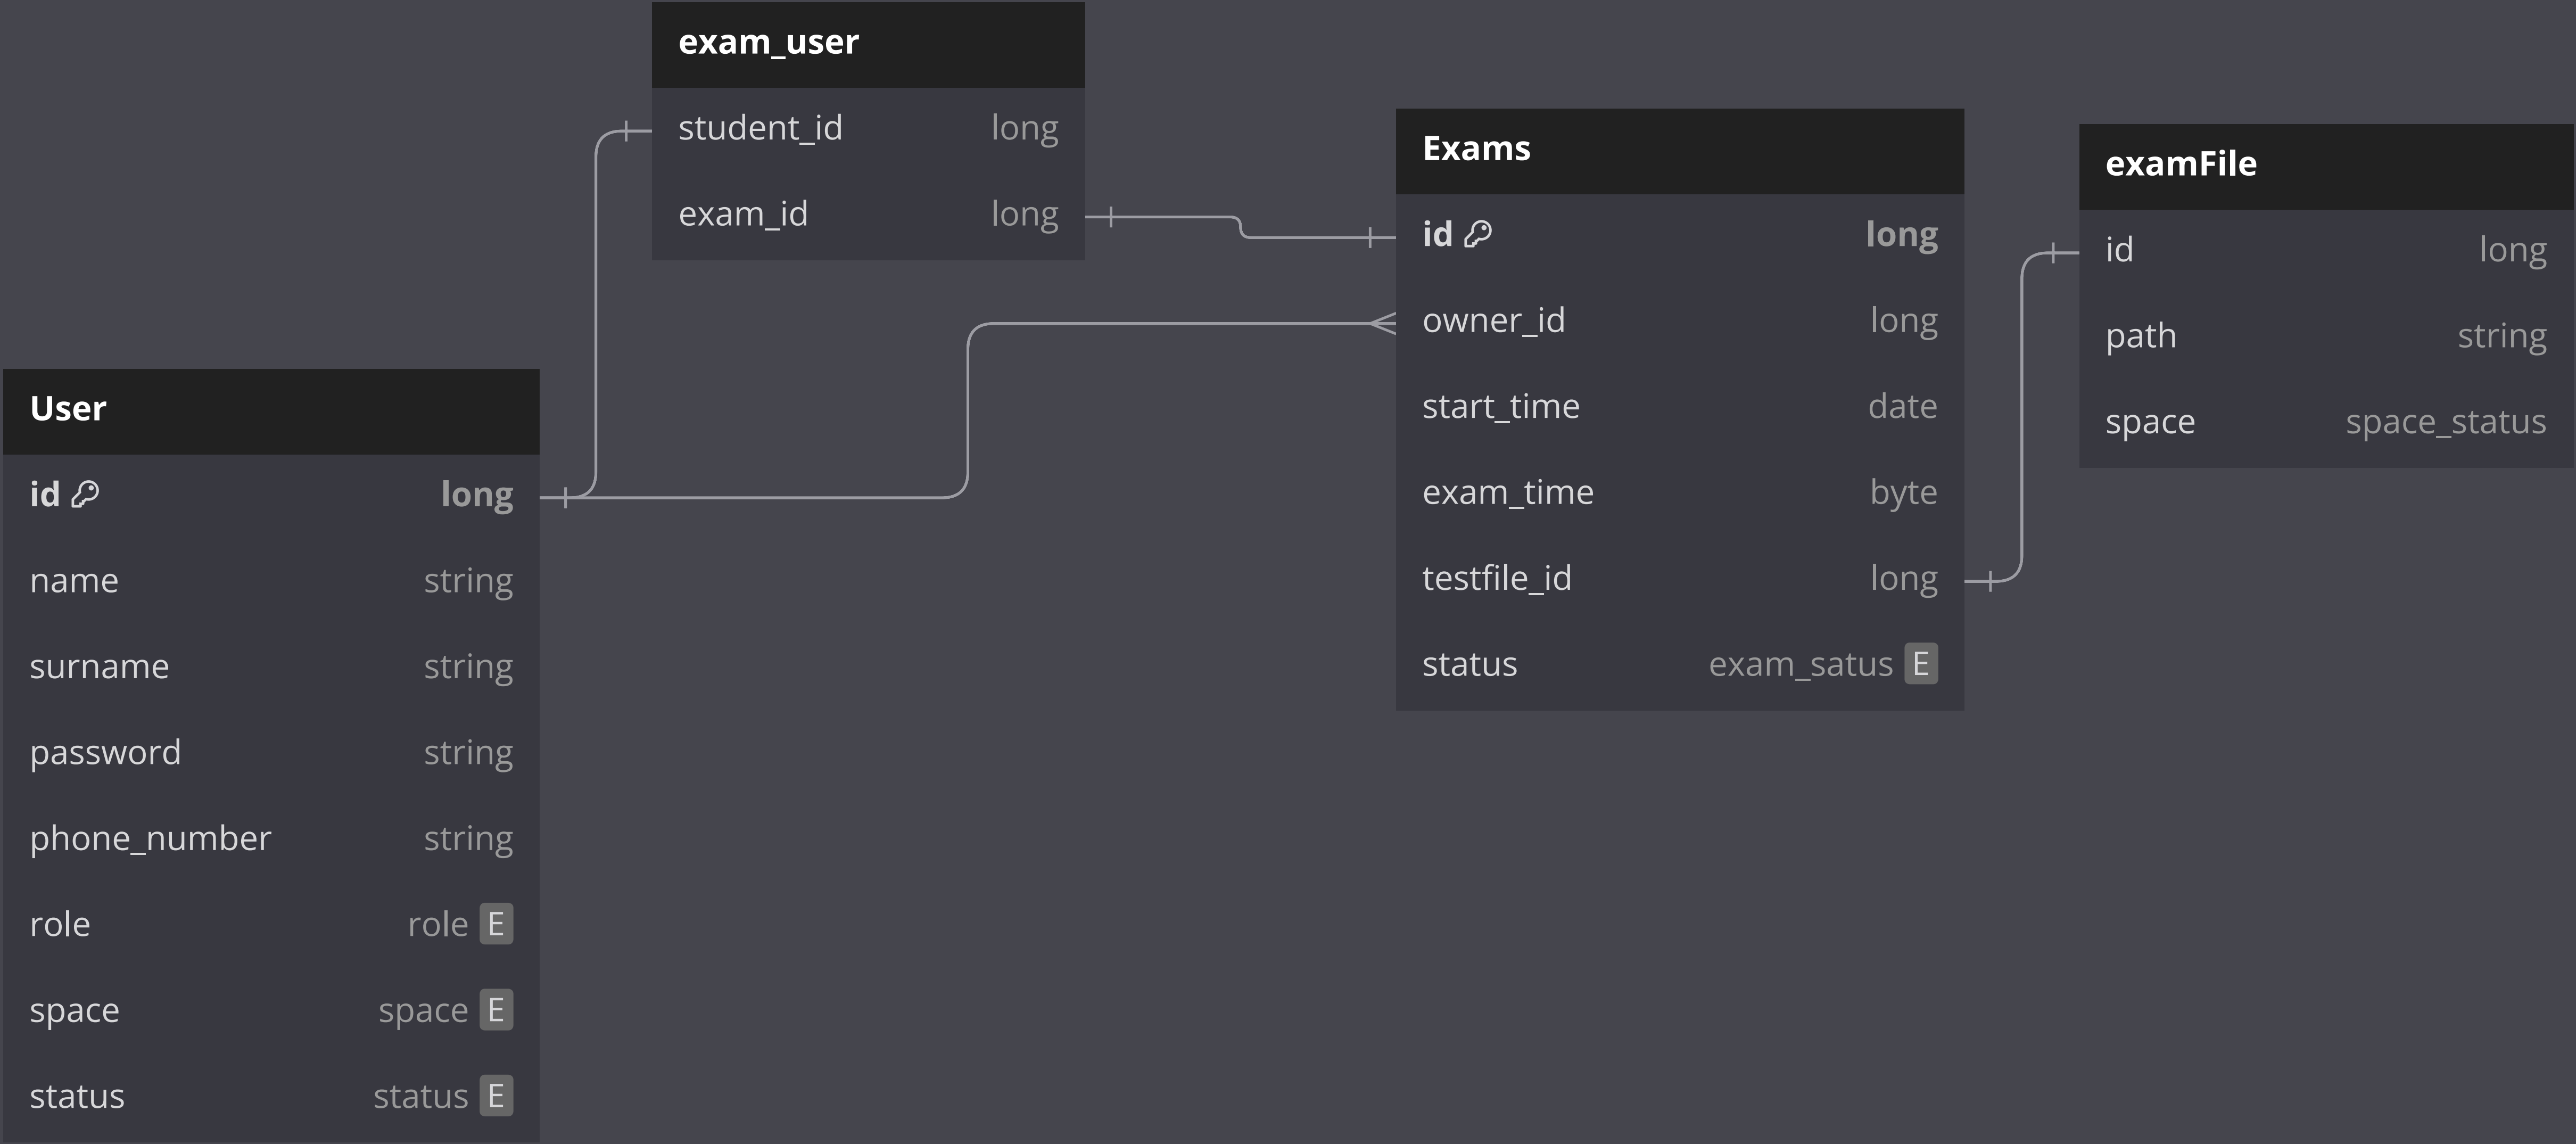 exam_user
student_id long
exam_id long
Exams
id long
owner_id long
start_time date
exam_time byte
testfile_id long
status exam_satus E
examFile
id long
path string
space space_status
User
id long
name string
surname string
password string
phone_number string
role role E
space space E
status status E